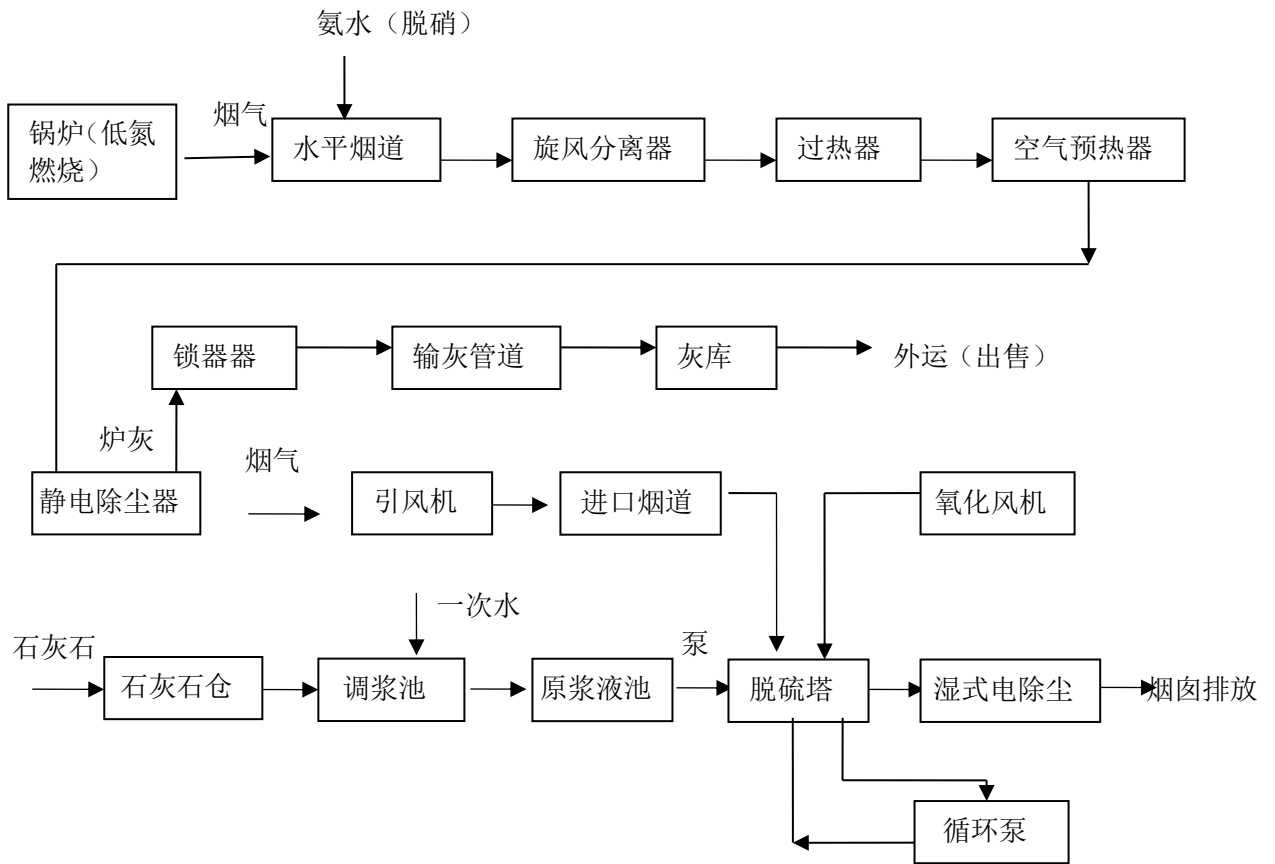 氨水（脱硝）
烟气
锅炉（低氮
燃烧）
水平烟道
旋风分离器
过热器
空气预热器
锁器器
输灰管道
灰库
外运（出售）
炉灰
烟气
静电除尘器
引风机
进口烟道
氧化风机
一次水
石灰石
泵
石灰石仓
调浆池
原浆液池
脱硫塔
湿式电除尘
烟囱排放
循环泵